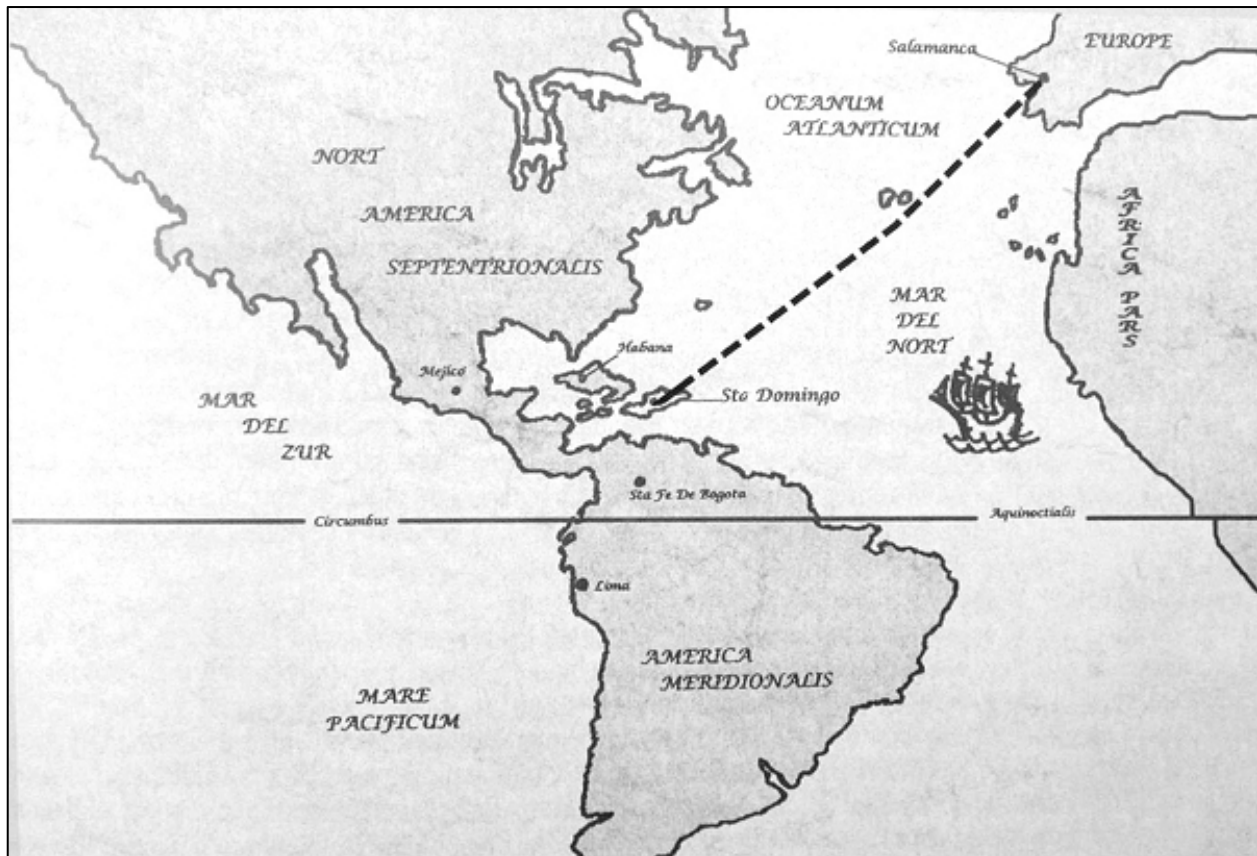 Salamanca
EUROPE
OCEANUM
ATLANTICUM
NORT
AMERICA
SEPTENTRIONALIS
AFRICA PARS
MAR
DEL
NORT
Habana
Mejico
Sto Domingo
MAR
DEL
ZUR
Sta Fe De Bogota
Circumbus
Aquinoctialis
Lima
AMERICA
MERIDIONALIS
MARE
PACIFICUM